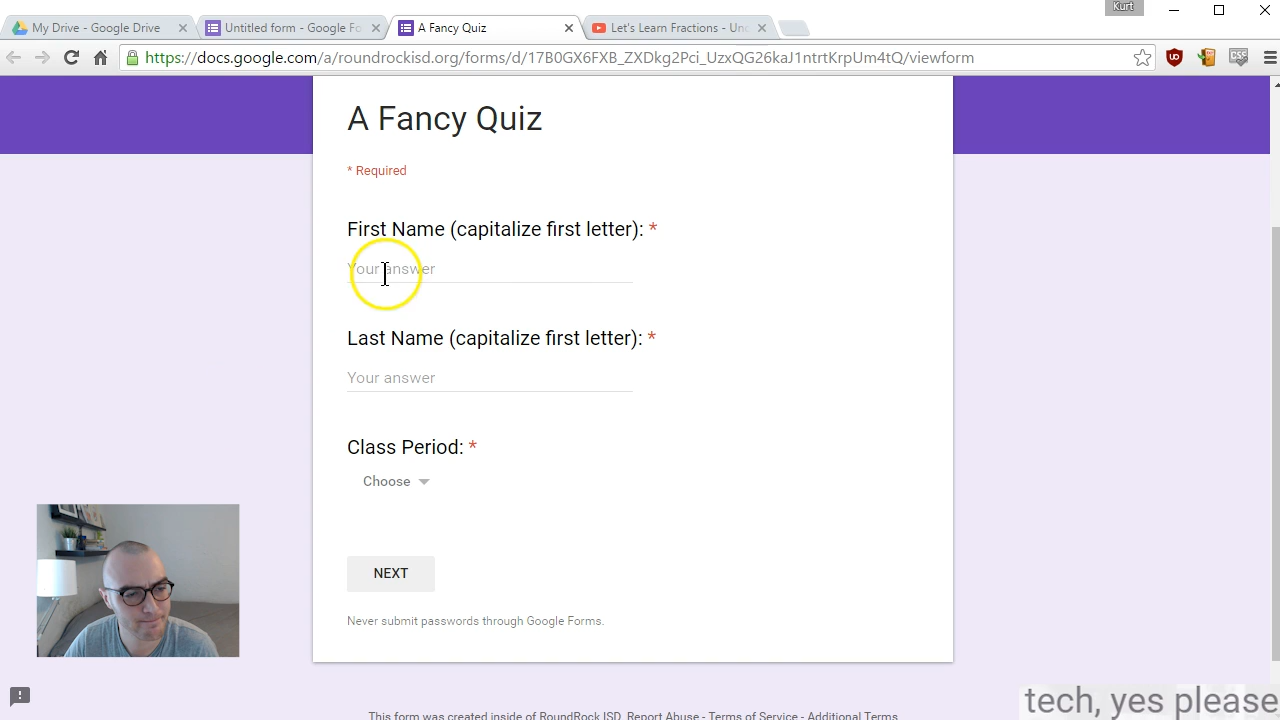 Kurt
My Drive - Google Drive
Untitled form - Google Fo
A Fancy Quiz
Let's Learn Fractions - Unc
https://docs.google.com/a/roundrockisd.org/forms/d/17B0GX6FXB_ZXDkg2Pci_UzxQG26kaJ1ntrtKrpUm4tQ/viewform
CSS
A Fancy Quiz
* Required
First Name (capitalize first letter): *
Your answer
Last Name (capitalize first letter): *
Your answer
Class Period: *
Choose
NEXT
Never submit passwords through Google Forms.
This form was created inside of RoundRock ISD. Report Abuse - Terms of Service - Additional Terms
tech, yes please